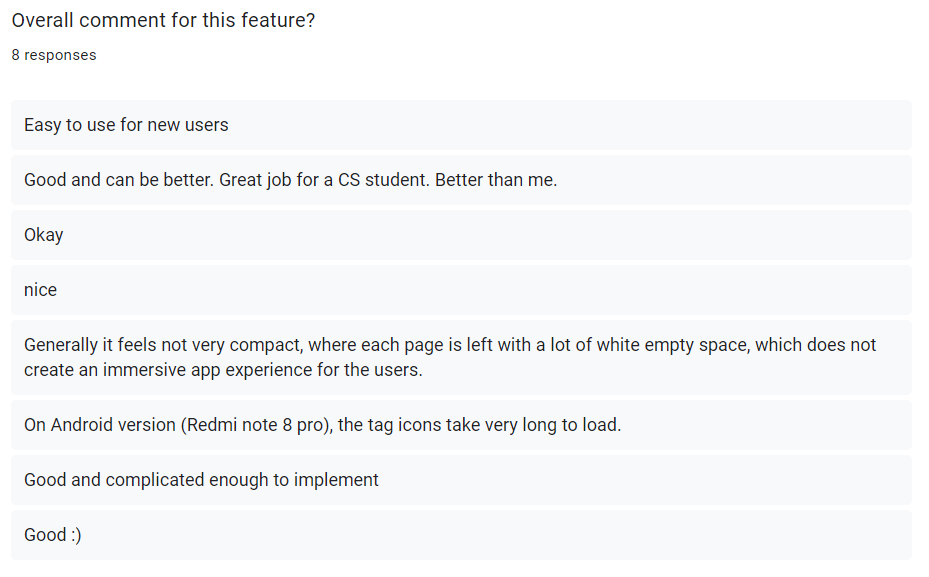 Overall comment for this feature?
8 responses
Easy to use for new users
Good and can be better. Great job for a CS student. Better than me.
Okay
nice
Generally it feels not very compact, where each page is left with a lot of white empty space, which does not
create an immersive app experience for the users.
On Android version (Redmi note 8 pro), the tag icons take very long to load.
Good and complicated enough to implement
Good :)